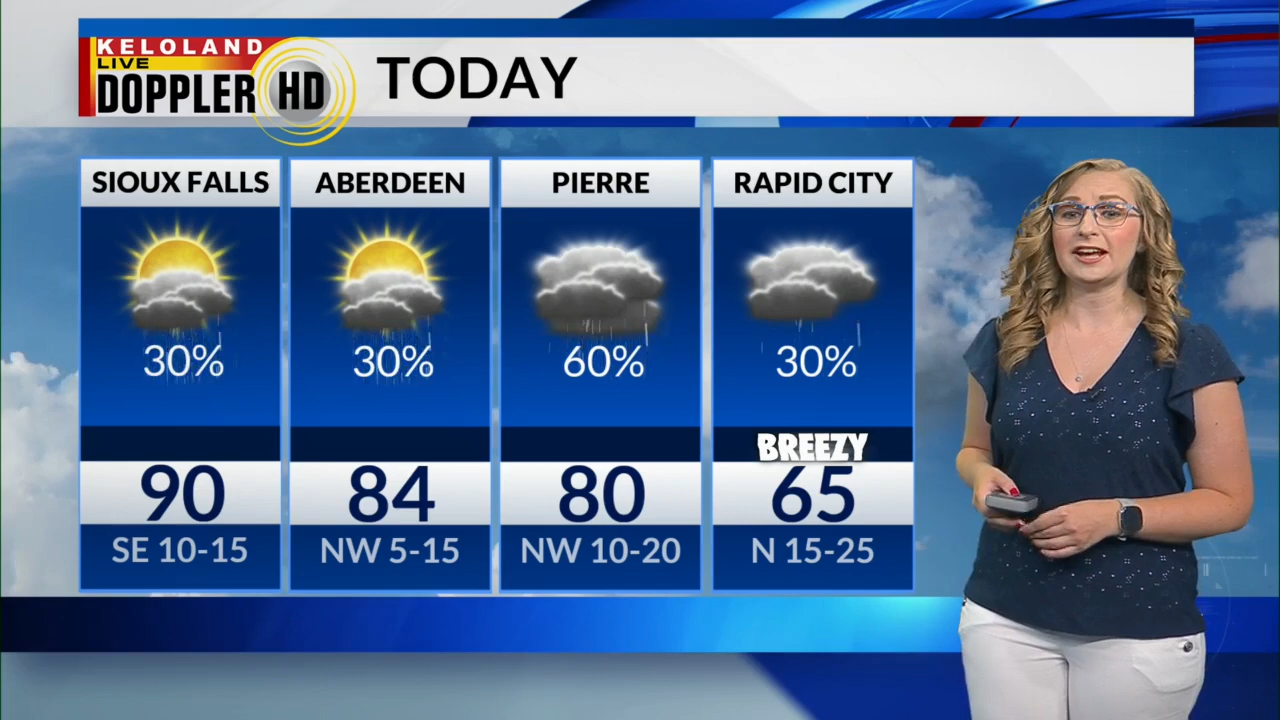 KELOLAND
LIVE
DOPPLER HD
TODAY
SIOUX FALLS
30%
90
SE 10-15
ABERDEEN
30%
84
NW 5-15
PIERRE
60%
80
NW 10-20
RAPID CITY
30%
BREEZY
65
N 15-25